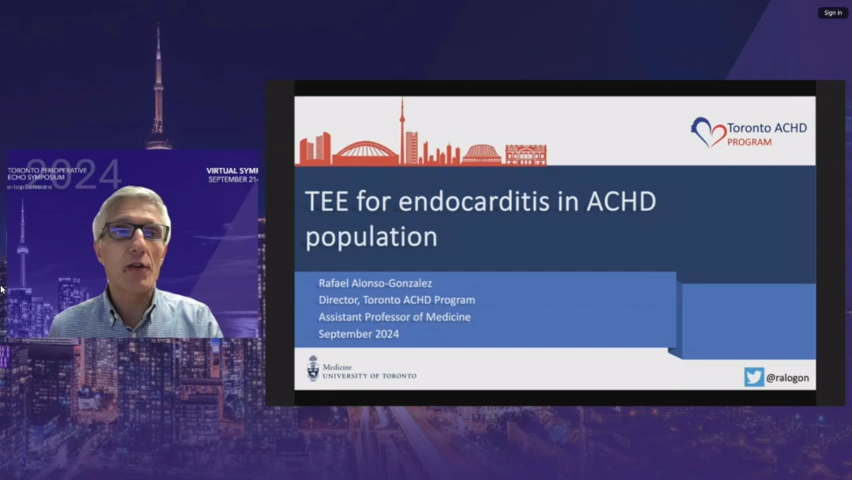 Sign in
2024
TORONTO PERIOPERATIVE
ECHO SYMPOSIUM
VIRTUAL SYMP
SEPTEMBER 21-
Toronto ACHD
PROGRAM
TEE for endocarditis in ACHD
population
Rafael Alonso-Gonzalez
Director, Toronto ACHD Program
Assistant Professor of Medicine
September 2024
Medicine
UNIVERSITY OF TORONTO
@ralogon